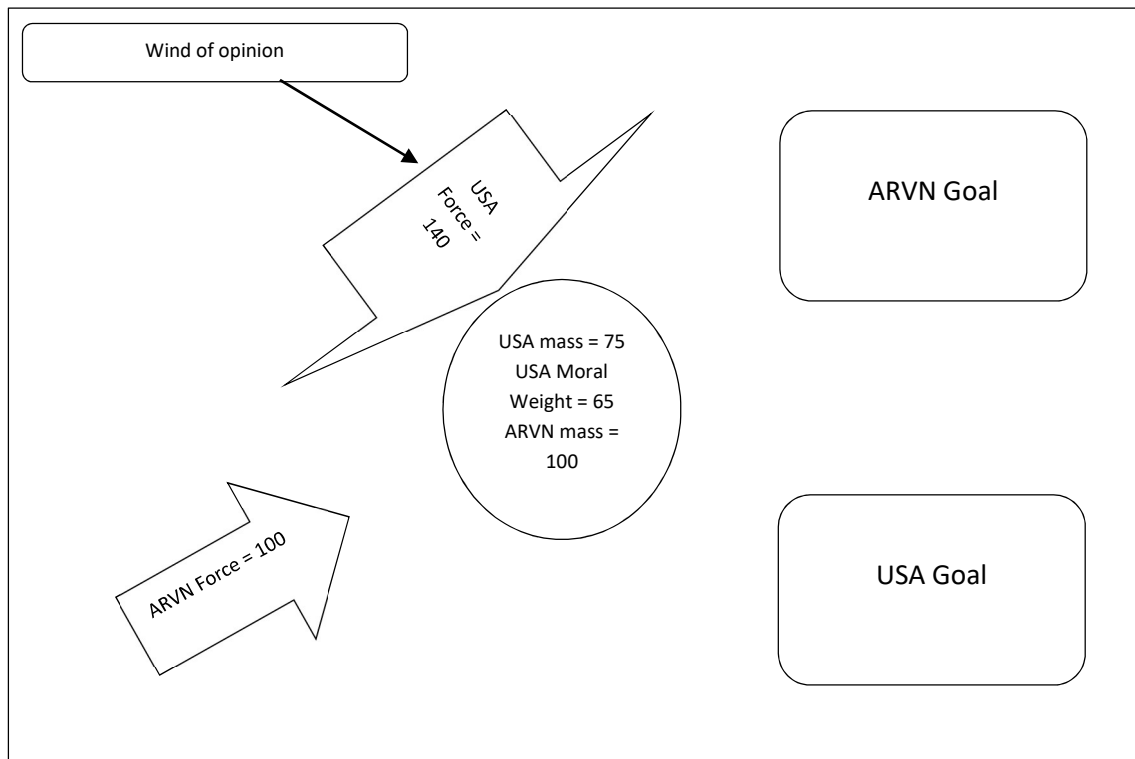 Wind of opinion
USA
Force =
140
ARVN Goal
USA mass = 75
USA Moral
Weight = 65
ARVN mass =
100
ARVN Force = 100
USA Goal